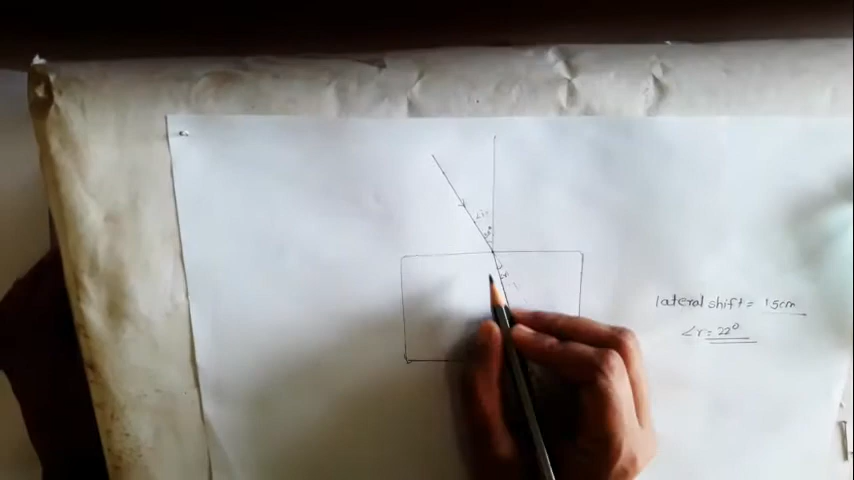 lateral shift = 1.5cm
∠r = 22°